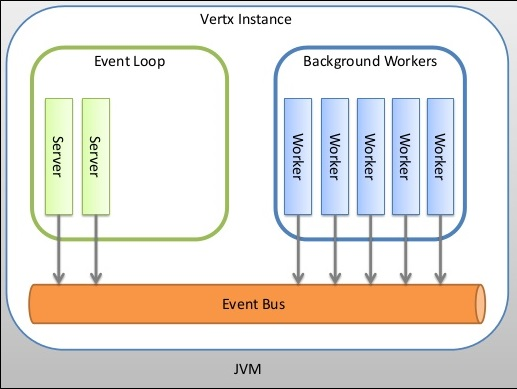 Vertx Instance
Event Loop
Background Workers
Server
Server
Worker
Worker
Worker
Worker
Worker
Event Bus
JVM